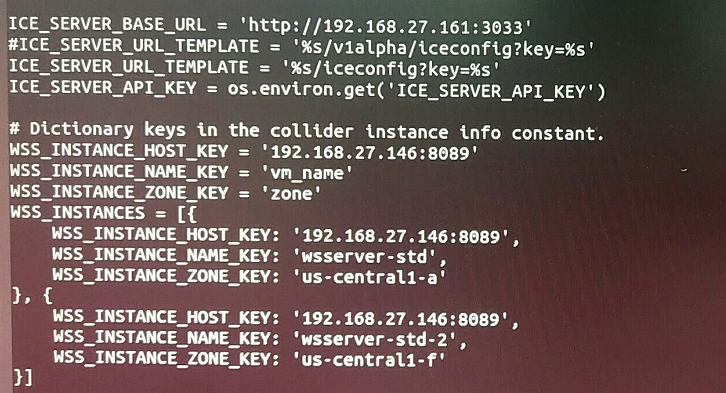 ICE_SERVER_BASE_URL = 'http://192.168.27.161:3033'
#ICE_SERVER_URL_TEMPLATE = '%s/v1alpha/iceconfig?key=%s'
ICE_SERVER_URL_TEMPLATE = '%s/iceconfig?key=%s'
ICE_SERVER_API_KEY = os.environ.get('ICE_SERVER_API_KEY')

# Dictionary keys in the collider instance info constant.
WSS_INSTANCE_HOST_KEY = '192.168.27.146:8089'
WSS_INSTANCE_NAME_KEY = 'vm_name'
WSS_INSTANCE_ZONE_KEY = 'zone'
WSS_INSTANCES = [{
    WSS_INSTANCE_HOST_KEY: '192.168.27.146:8089',
    WSS_INSTANCE_NAME_KEY: 'wsserver-std',
    WSS_INSTANCE_ZONE_KEY: 'us-central1-a'
}, {
    WSS_INSTANCE_HOST_KEY: '192.168.27.146:8089',
    WSS_INSTANCE_NAME_KEY: 'wsserver-std-2',
    WSS_INSTANCE_ZONE_KEY: 'us-central1-f'
}]